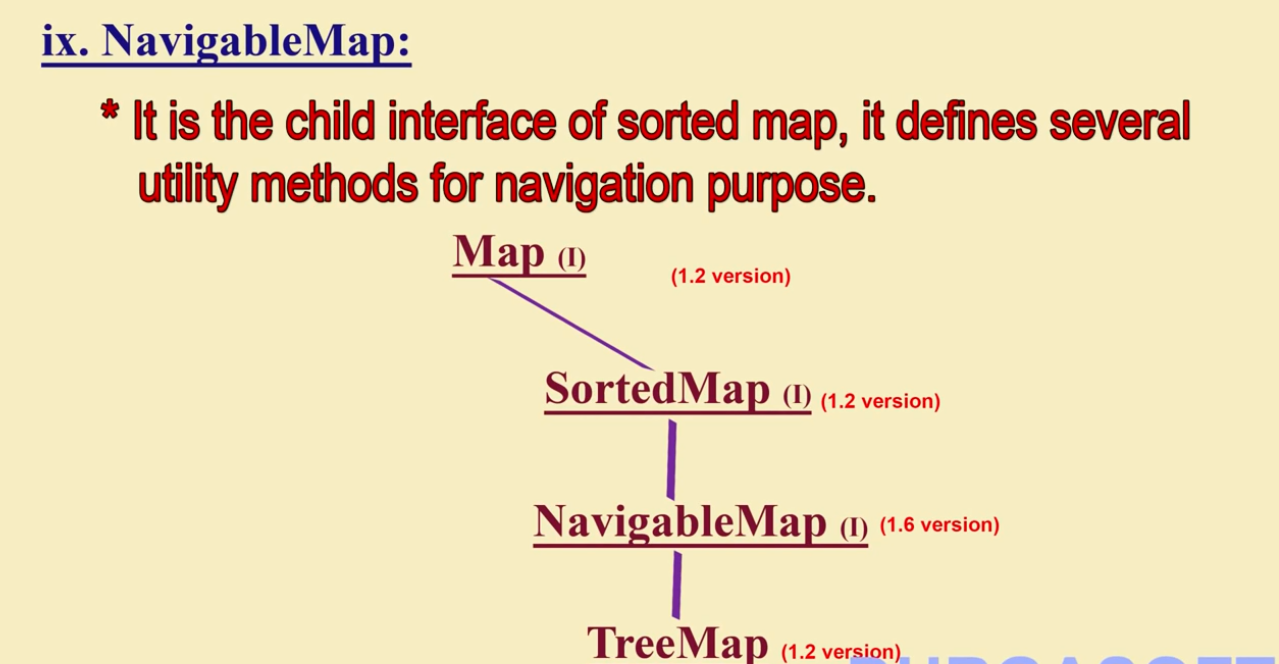 ix. NavigableMap:
* It is the child interface of sorted map, it defines several
utility methods for navigation purpose.
Map (I) (1.2 version)
SortedMap (I) (1.2 version)
NavigableMap (I) (1.6 version)
TreeMap (1.2 version)